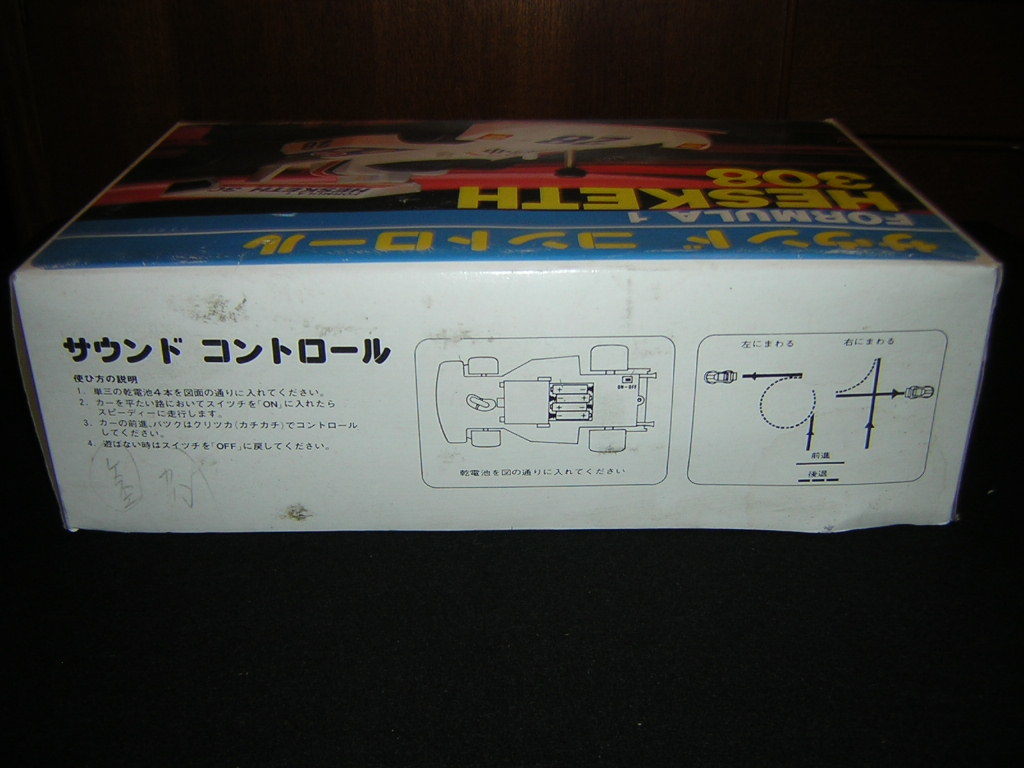 308
HESKETH
FORMULA 1
サウンド コントロール
サウンド コントロール
使ひ方の説明
1. 単三の乾電池4本を図面の通りに入れてください。
2. カーを平たい路においてスイツチを「ON」に入れたら
スピーディーに走行します。
3. カーの前進、バツクはクリツカ(カチカチ)でコントロール
してください。
4. 遊ばない時はスイツチを「OFF」に戻してください。
ON-OFF
乾電池を図の通りに入れてください
左にまわる
右にまわる
前進
後退